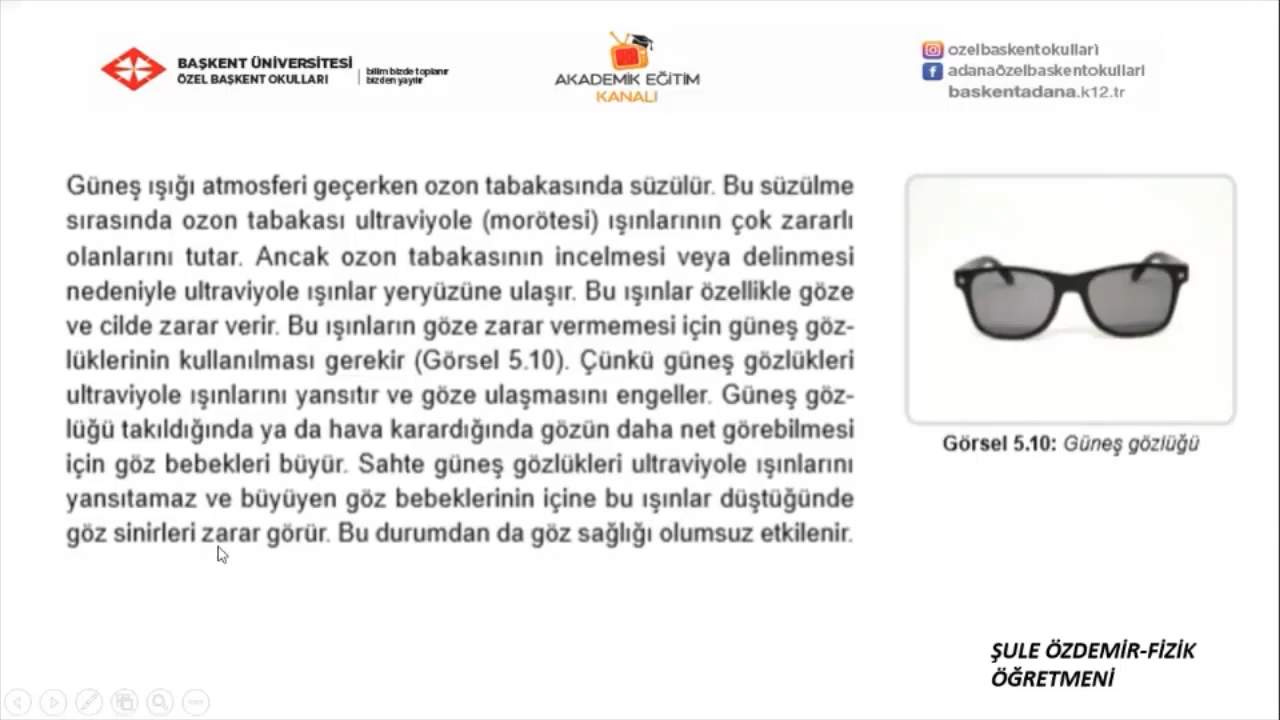 BAŞKENT ÜNİVERSİTESİ
ÖZEL BAŞKENT OKULLARI
bilim bizde toplanır
bizden yayılır
AKADEMİK EĞİTİM
KANALI
ozelbaskentokullari
adanaözelbaskentokullari
baskentadana.k12.tr
Güneş ışığı atmosferi geçerken ozon tabakasında süzülür. Bu süzülme
sırasında ozon tabakası ultraviyole (morötesi) ışınlarının çok zararlı
olanlarını tutar. Ancak ozon tabakasının incelmesi veya delinmesi
nedeniyle ultraviyole ışınlar yeryüzüne ulaşır. Bu ışınlar özellikle göze
ve cilde zarar verir. Bu ışınların göze zarar vermemesi için güneş göz-
lüklerinin kullanılması gerekir (Görsel 5.10). Çünkü güneş gözlükleri
ultraviyole ışınlarını yansıtır ve göze ulaşmasını engeller. Güneş göz-
lüğü takıldığında ya da hava karardığında gözün daha net görebilmesi
için göz bebekleri büyür. Sahte güneş gözlükleri ultraviyole ışınlarını
yansıtamaz ve büyüyen göz bebeklerinin içine bu ışınlar düştüğünde
göz sinirleri zarar görür. Bu durumdan da göz sağlığı olumsuz etkilenir.
Görsel 5.10: Güneş gözlüğü
ŞULE ÖZDEMİR-FİZİK
ÖĞRETMENİ